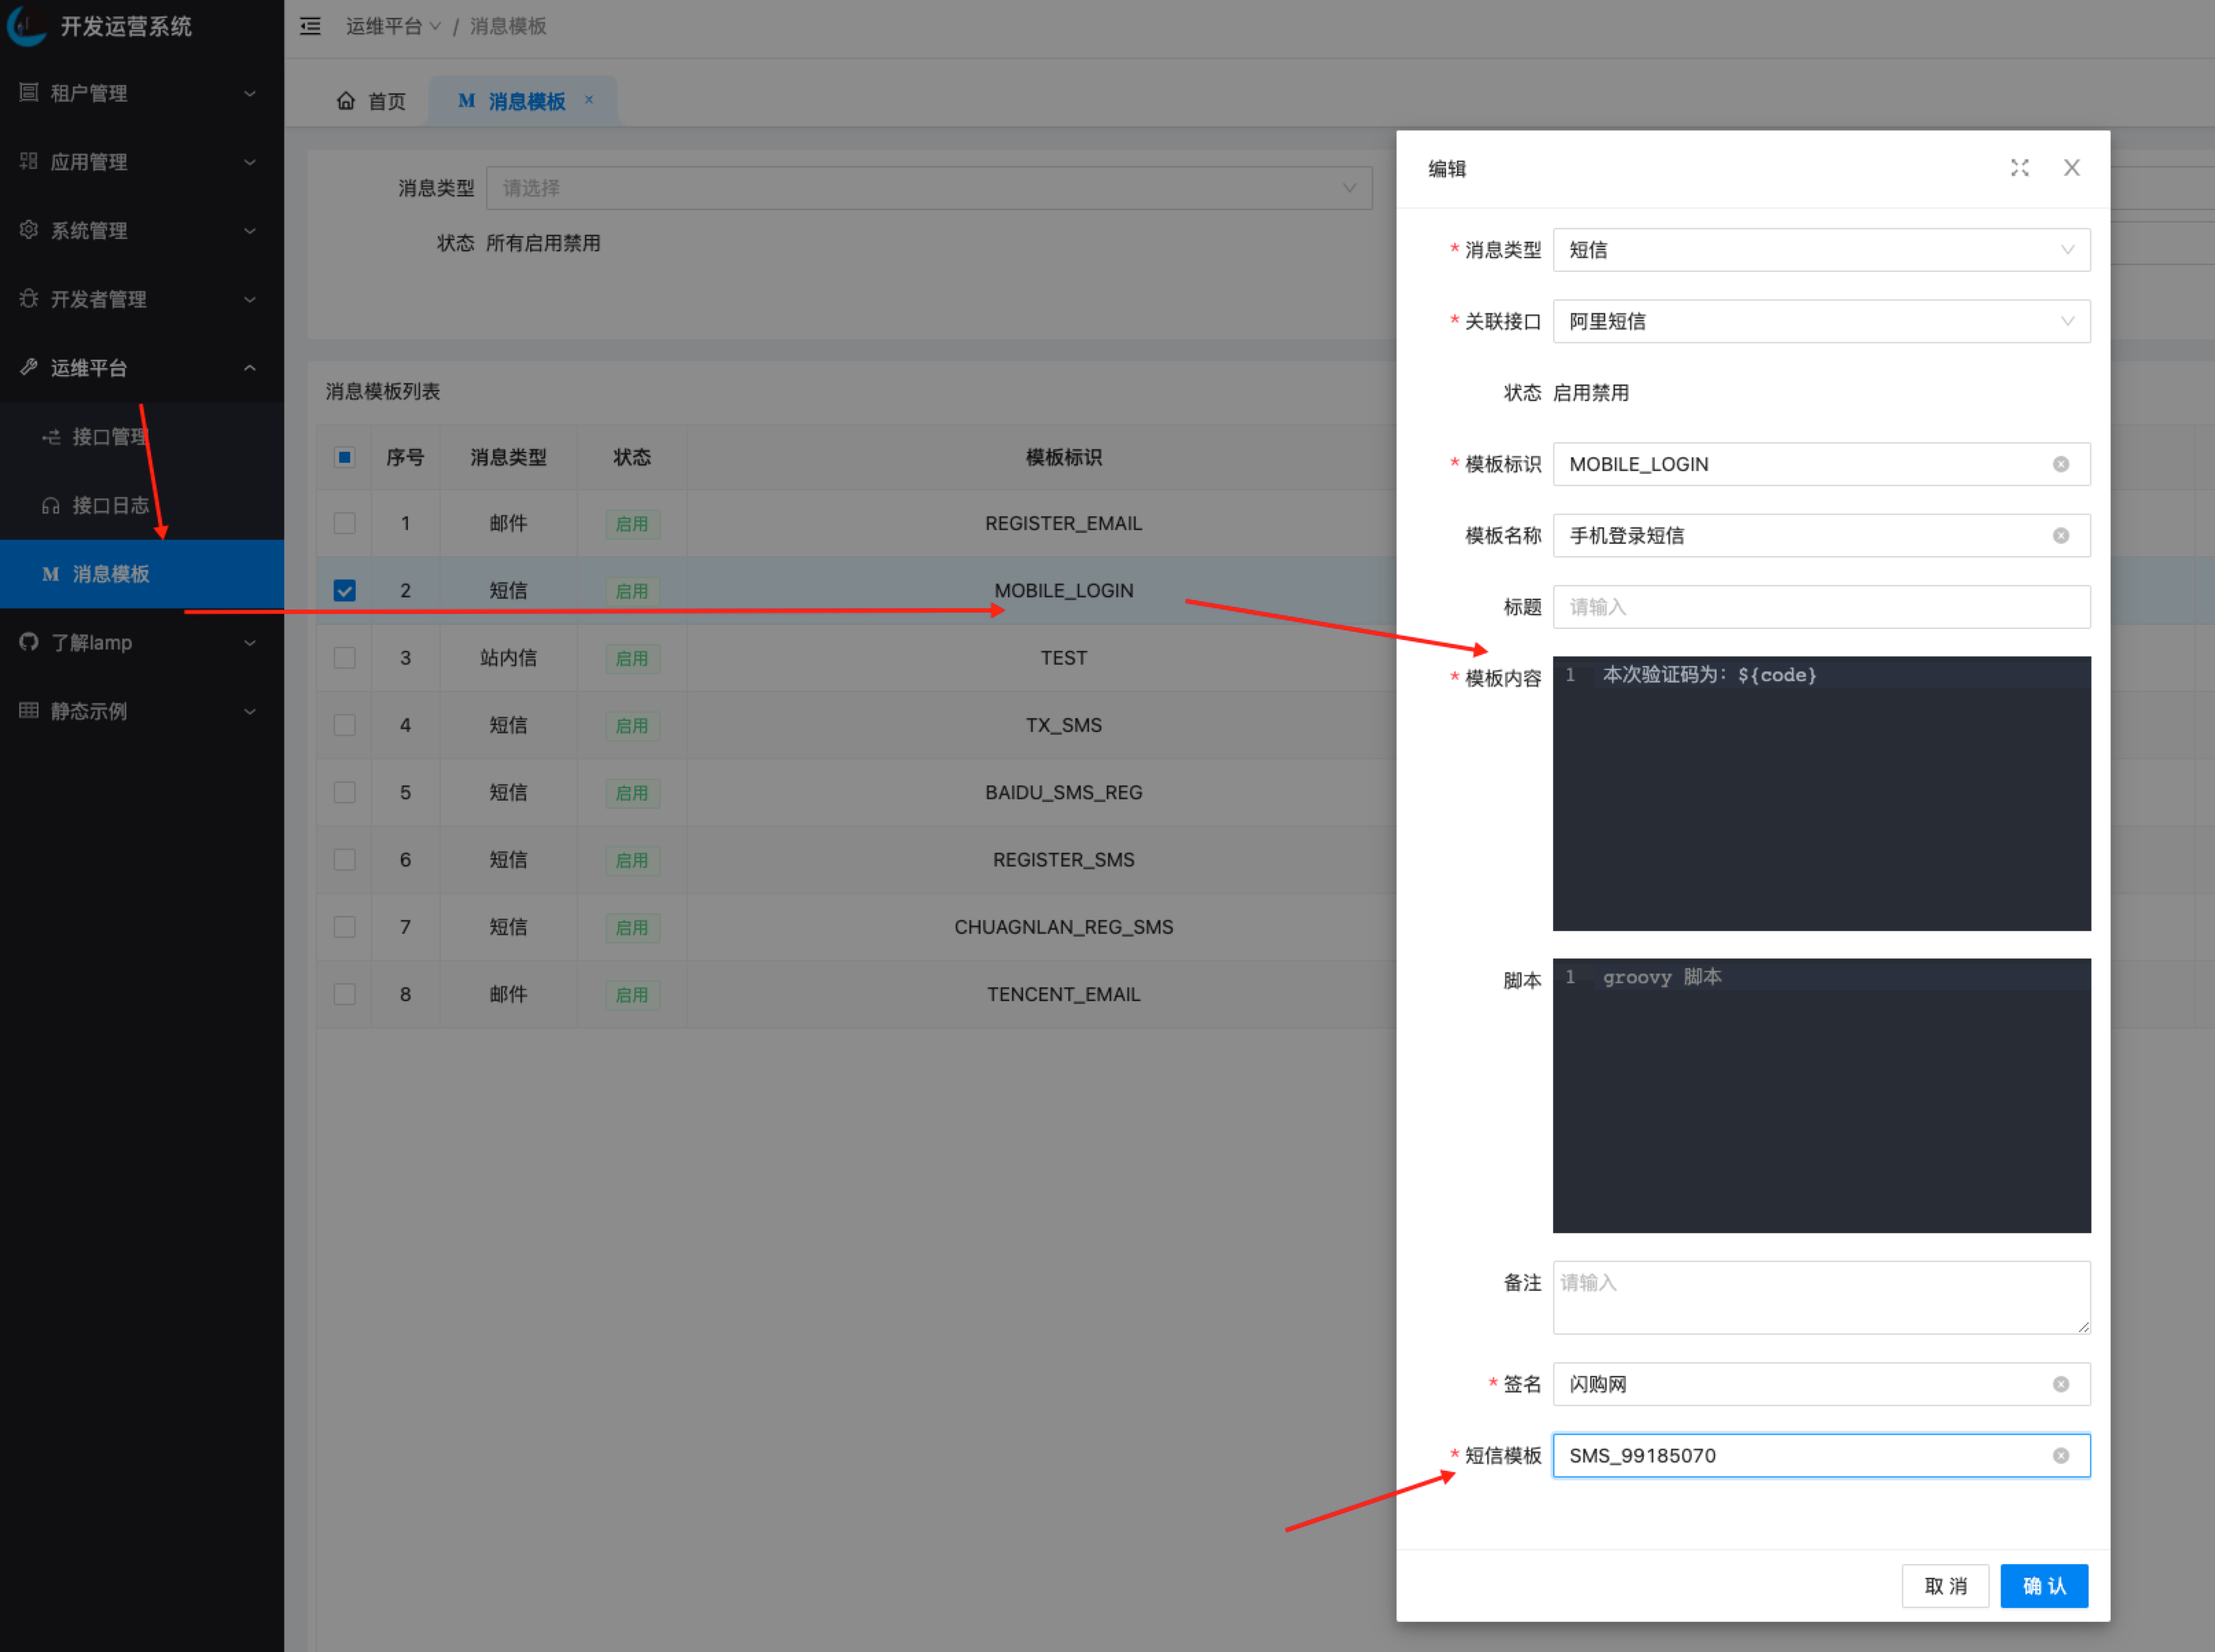 开发运营系统
租户管理
应用管理
系统管理
开发者管理
运维平台
接口管理
接口日志
M 消息模板
了解lamp
静态示例
运维平台 / 消息模板
首页
M 消息模板 ×
消息类型 请选择
状态 所有启用禁用
消息模板列表
序号 消息类型 状态 模板标识
1 邮件 启用 REGISTER_EMAIL
2 短信 启用 MOBILE_LOGIN
3 站内信 启用 TEST
4 短信 启用 TX_SMS
5 短信 启用 BAIDU_SMS_REG
6 短信 启用 REGISTER_SMS
7 短信 启用 CHUAGNLAN_REG_SMS
8 邮件 启用 TENCENT_EMAIL
编辑
* 消息类型 短信
* 关联接口 阿里短信
状态 启用禁用
* 模板标识 MOBILE_LOGIN
模板名称 手机登录短信
标题 请输入
* 模板内容 1 本次验证码为：${code}
脚本 1 groovy 脚本
备注 请输入
* 签名 闪购网
* 短信模板 SMS_99185070
取 消 确 认